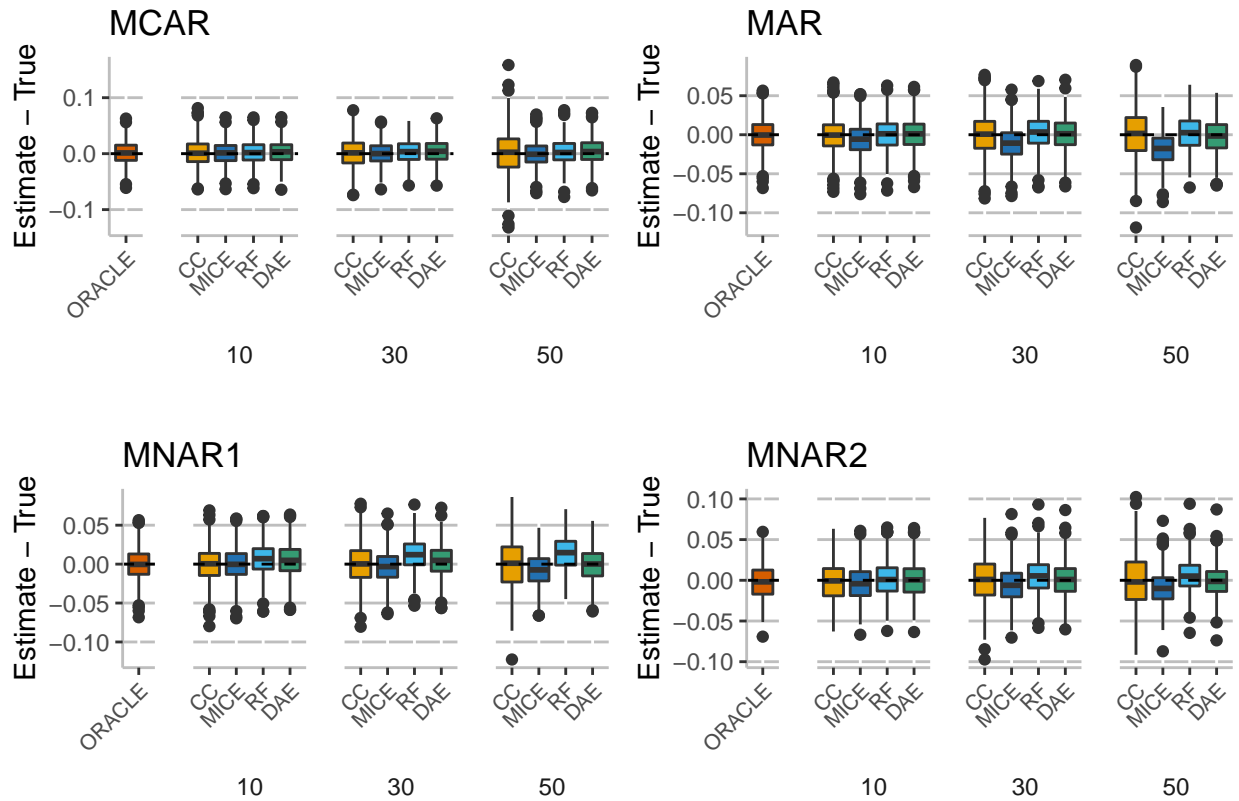 MCAR
Estimate − True
0.1
0.0
−0.1
ORACLE
CC
MICE
RF
DAE
CC
MICE
RF
DAE
CC
MICE
RF
DAE
10
30
50
MAR
Estimate − True
0.05
0.00
−0.05
−0.10
ORACLE
CC
MICE
RF
DAE
CC
MICE
RF
DAE
CC
MICE
RF
DAE
10
30
50
MNAR1
Estimate − True
0.05
0.00
−0.05
−0.10
ORACLE
CC
MICE
RF
DAE
CC
MICE
RF
DAE
CC
MICE
RF
DAE
10
30
50
MNAR2
Estimate − True
0.10
0.05
0.00
−0.05
−0.10
ORACLE
CC
MICE
RF
DAE
CC
MICE
RF
DAE
CC
MICE
RF
DAE
10
30
50